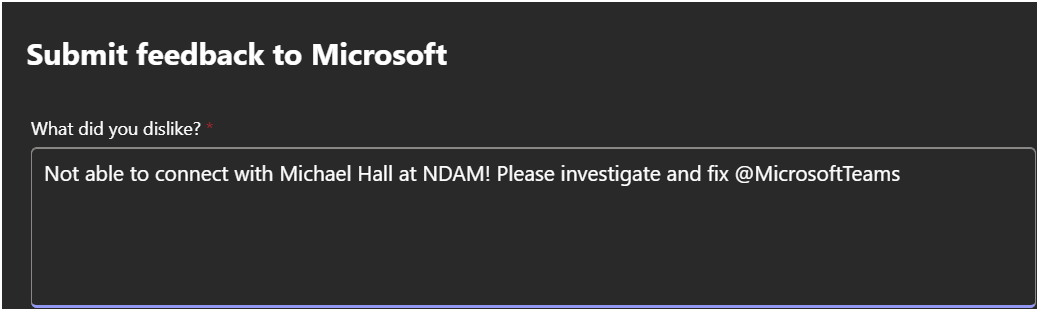 Submit feedback to Microsoft
What did you dislike? *
Not able to connect with Michael Hall at NDAM! Please investigate and fix @MicrosoftTeams